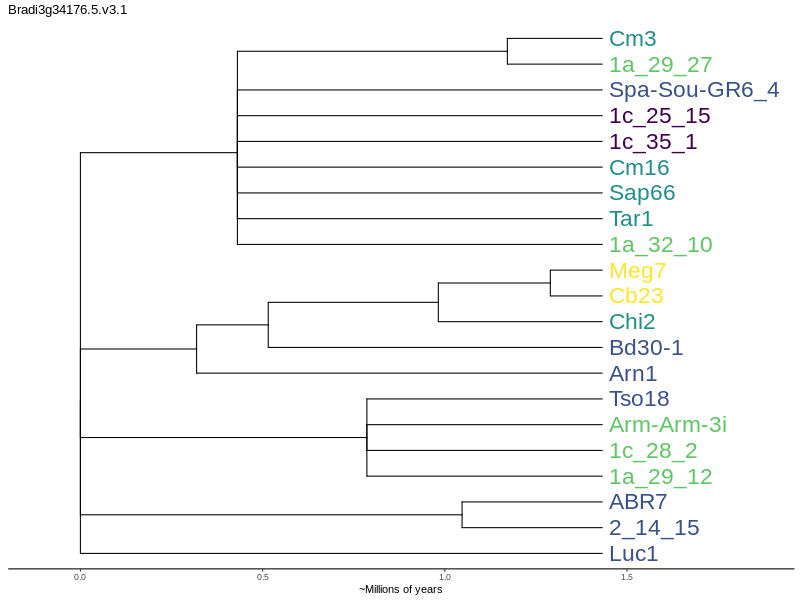 Bradi3g34176.5.v3.1
Cm3
1a_29_27
Spa-Sou-GR6_4
1c_25_15
1c_35_1
Cm16
Sap66
Tar1
1a_32_10
Meg7
Cb23
Chi2
Bd30-1
Arn1
Tso18
Arm-Arm-3i
1c_28_2
1a_29_12
ABR7
2_14_15
Luc1
0.0 0.5 1.0 1.5
~Millions of years